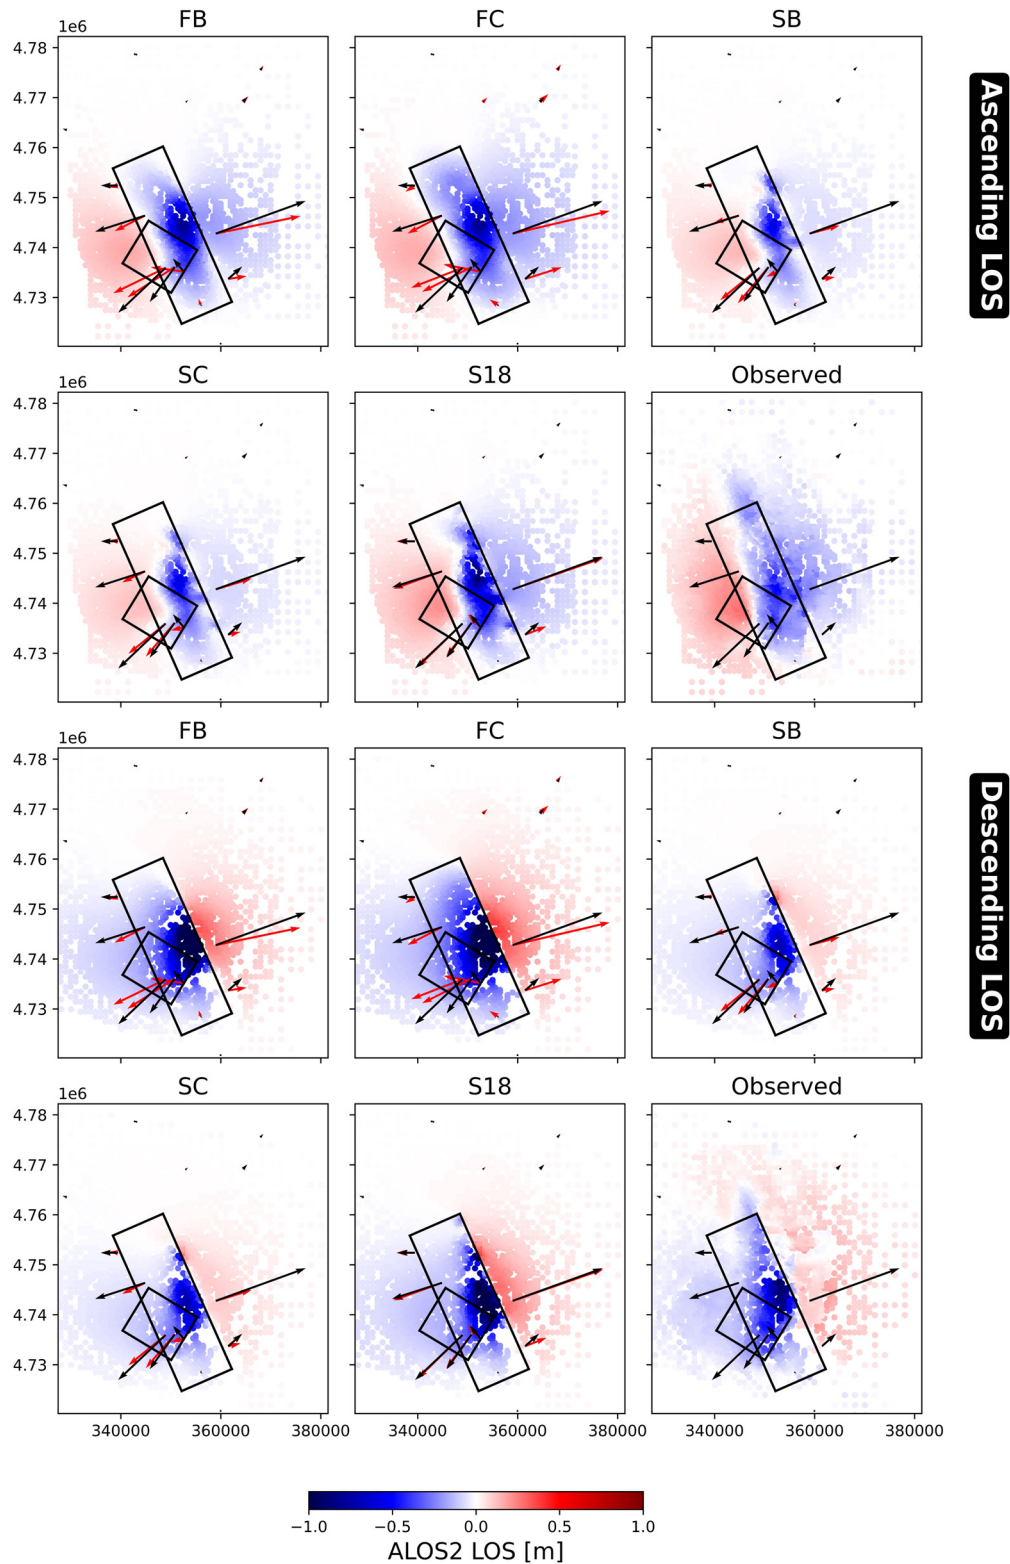 FB FC SB
1e6
4.78
4.77
4.76
4.75
4.74
4.73
Ascending LOS
SC S18 Observed
1e6
4.78
4.77
4.76
4.75
4.74
4.73
FB FC SB
1e6
4.78
4.77
4.76
4.75
4.74
4.73
Descending LOS
SC S18 Observed
1e6
4.78
4.77
4.76
4.75
4.74
4.73
340000 360000 380000 340000 360000 380000 340000 360000 380000
−1.0 −0.5 0.0 0.5 1.0
ALOS2 LOS [m]